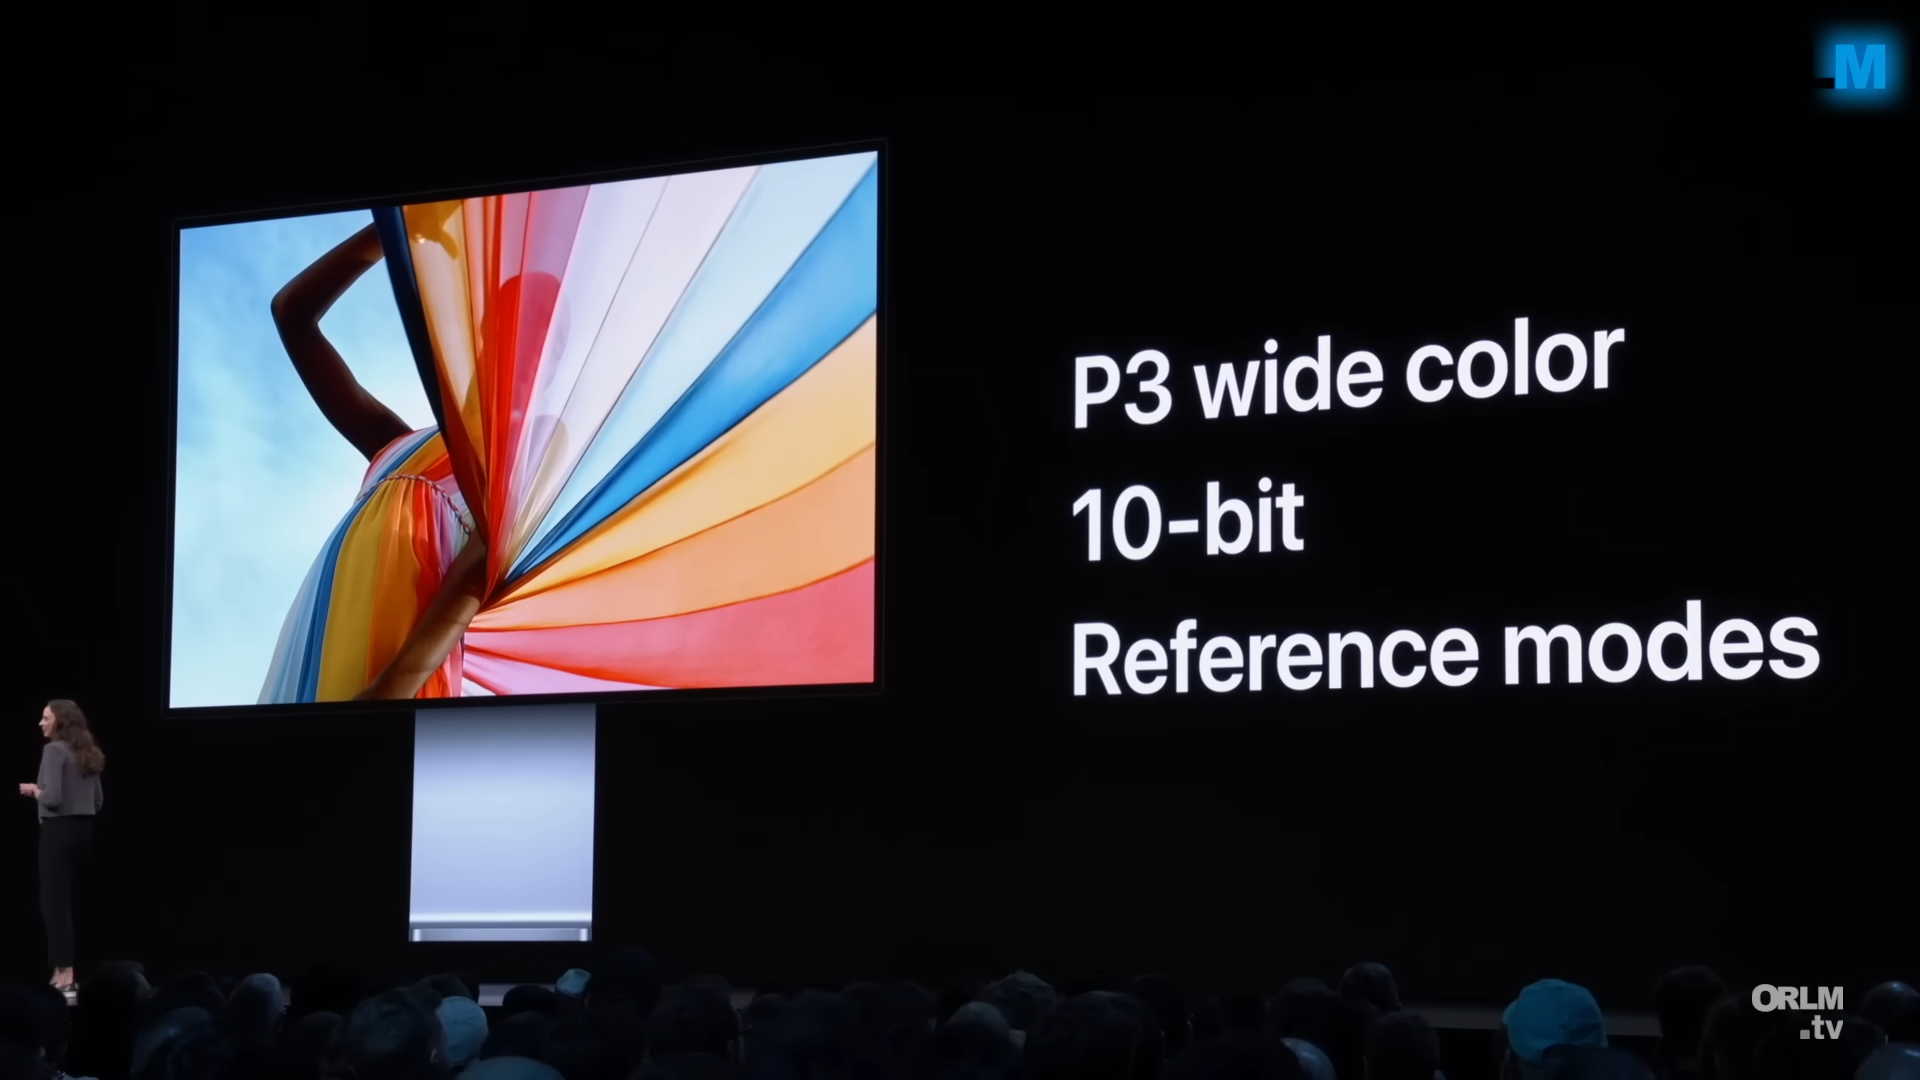 M
P3 wide color
10-bit
Reference modes
ORLM
.tv